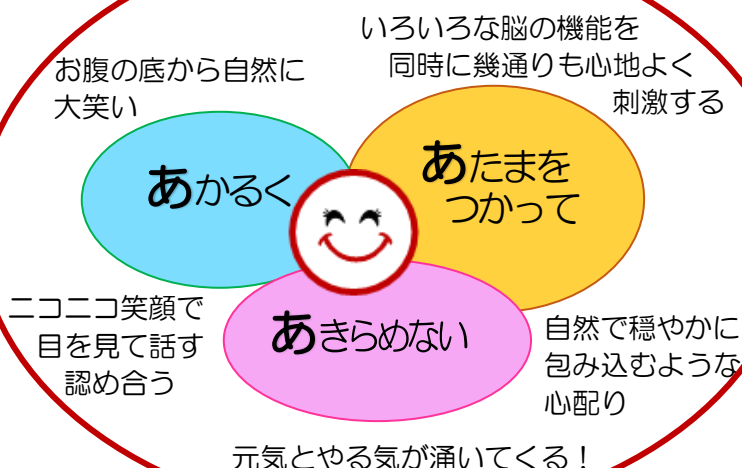 いろいろな脳の機能を
同時に幾通りも心地よく
刺激する
お腹の底から自然に
大笑い
あかるく
あたまを
つかって
あきらめない
ニコニコ笑顔で
目を見て話す
認め合う
自然で穏やかに
包み込むような
心配り
元気とやる気が涌いてくる！